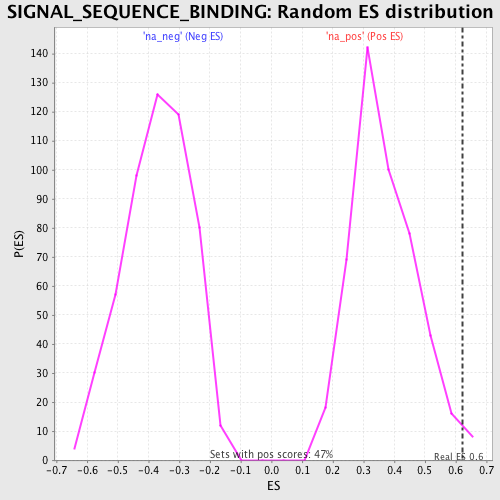 SIGNAL_SEQUENCE_BINDING: Random ES distribution
'na_neg' (Neg ES)
'na_pos' (Pos ES)
140
130
120
110
100
90
80
70
60
50
40
30
20
10
0
P(ES)
Sets with pos scores: 47%
Real ES 0.6
-0.7 -0.6 -0.5 -0.4 -0.3 -0.2 -0.1 0.0 0.1 0.2 0.3 0.4 0.5 0.6 0.7
ES